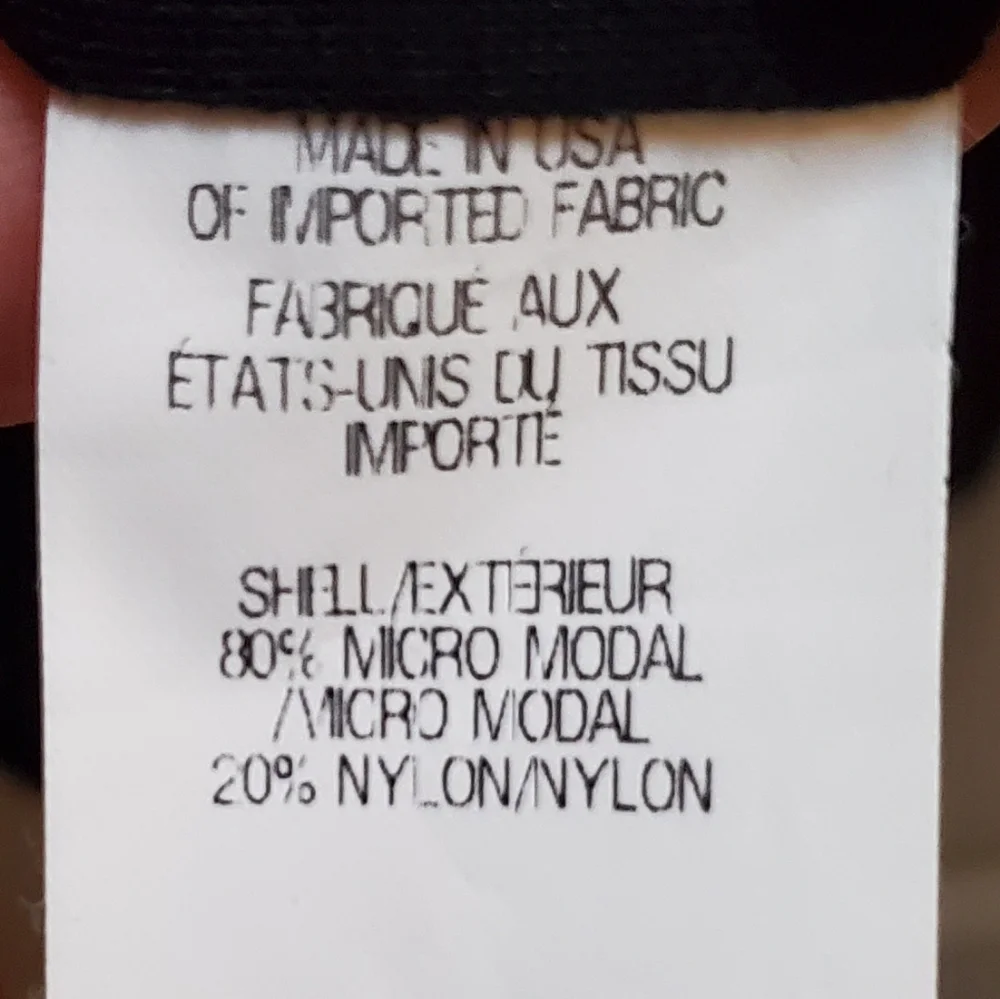 MADE IN USA
OF IMPORTED FABRIC
FABRIQUÉ AUX
ÉTATS-UNIS DU TISSU
IMPORTÉ
SHELL/EXTÉRIEUR
80% MICRO MODAL
/MICRO MODAL
20% NYLON/NYLON